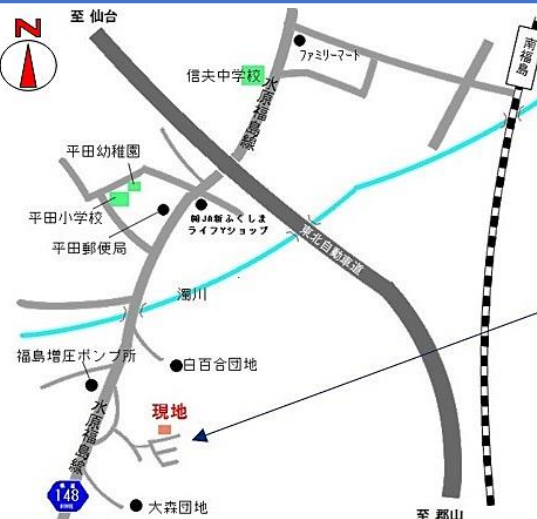 至 仙台
N
ファミリーマート
南福島
信夫中学校
水原福島線
平田幼稚園
平田小学校
平田郵便局
㈱JA新ふくしま
ライフYショップ
東北自動車道
濁川
福島増圧ポンプ所
白百合団地
現地
水原福島線
148
大森団地
至 郡山